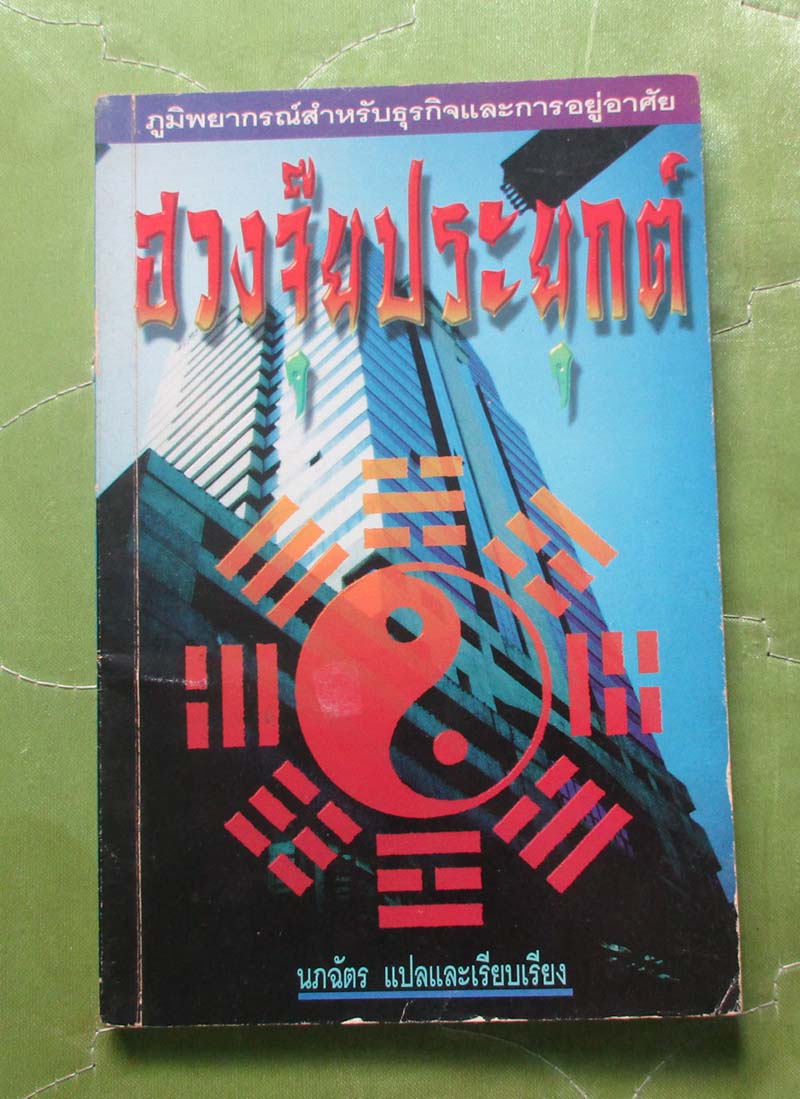 ภูมิพยากรณ์สำหรับธุรกิจและการอยู่อาศัย
ฮวงจุ๊ยประยุกต์
นภฉัตร แปลและเรียบเรียง